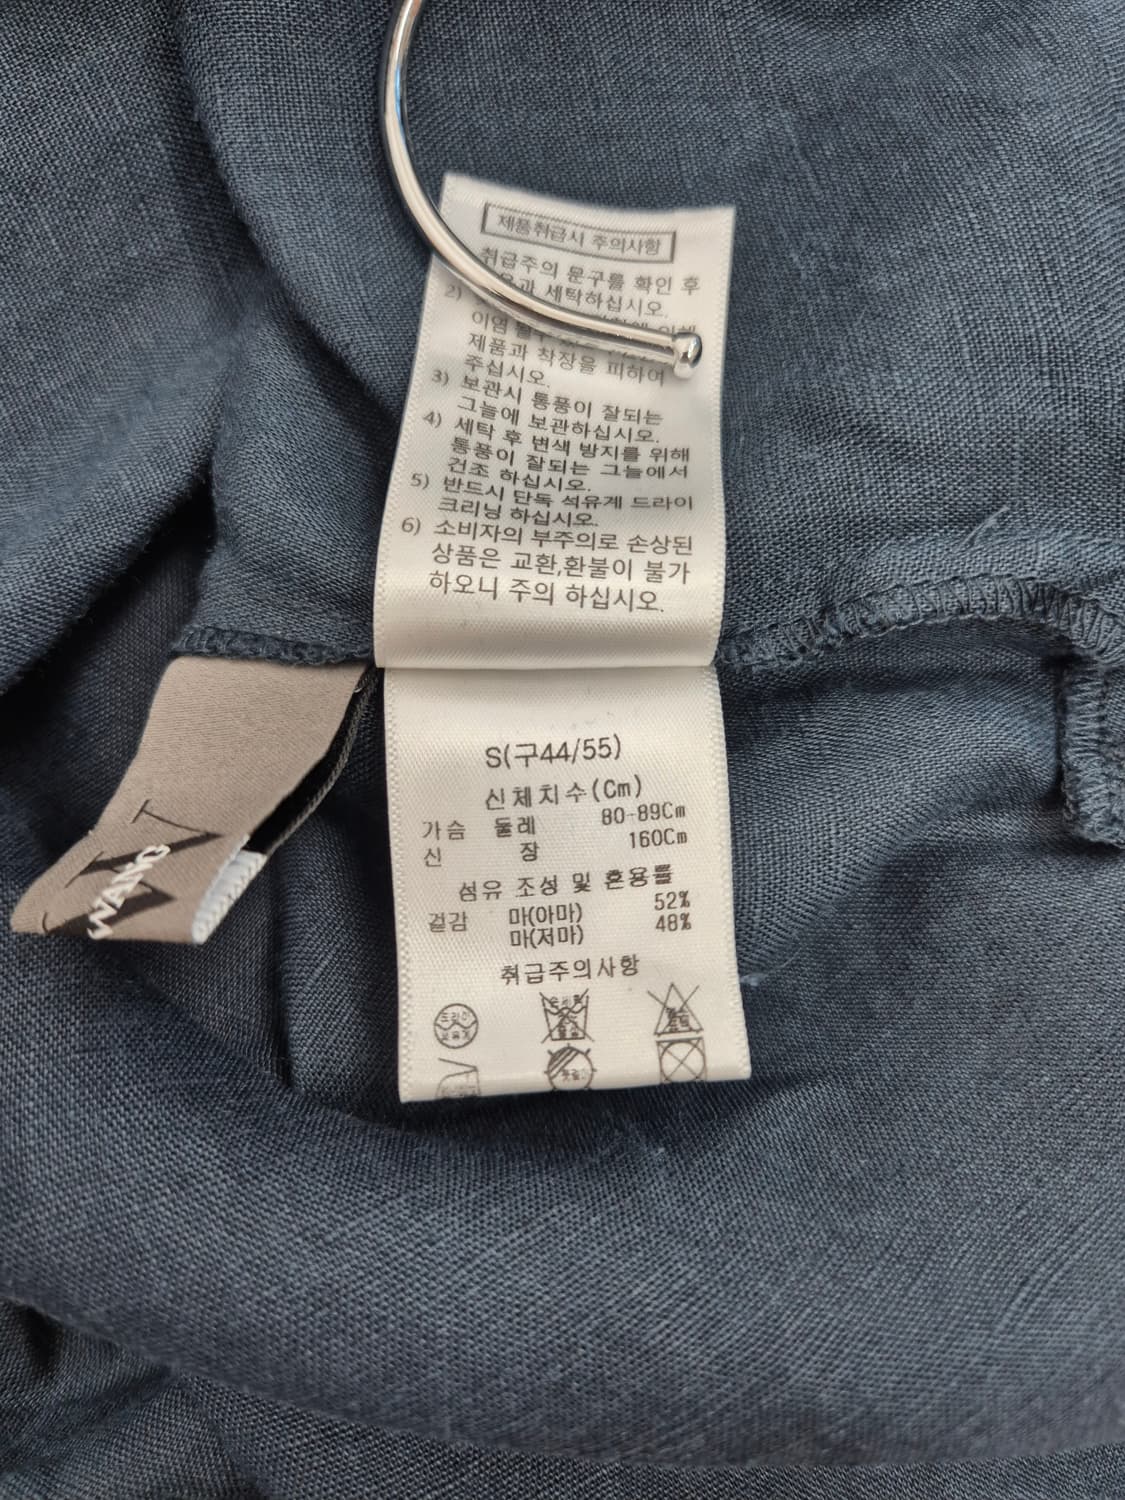 제품취급시 주의사항
취급주의 문구를 확인 후
세탁하십시오.
2)
이염
제품과 착장을 피하여
주십시오.
3) 보관시 통풍이 잘되는
그늘에 보관하십시오.
4) 세탁 후 변색 방지를 위해
통풍이 잘되는 그늘에서
건조 하십시오.
5) 반드시 단독 석유계 드라이
크리닝 하십시오.
6) 소비자의 부주의로 손상된
상품은 교환,환불이 불가
하오니 주의 하십시오.
S(구44/55)
신체치수(Cm)
가슴 둘레 80-89Cm
신 장 160Cm
섬유 조성 및 혼용률
겉감 마(아마) 52%
마(저마) 48%
취급주의사항
드라이
석유계
WANG